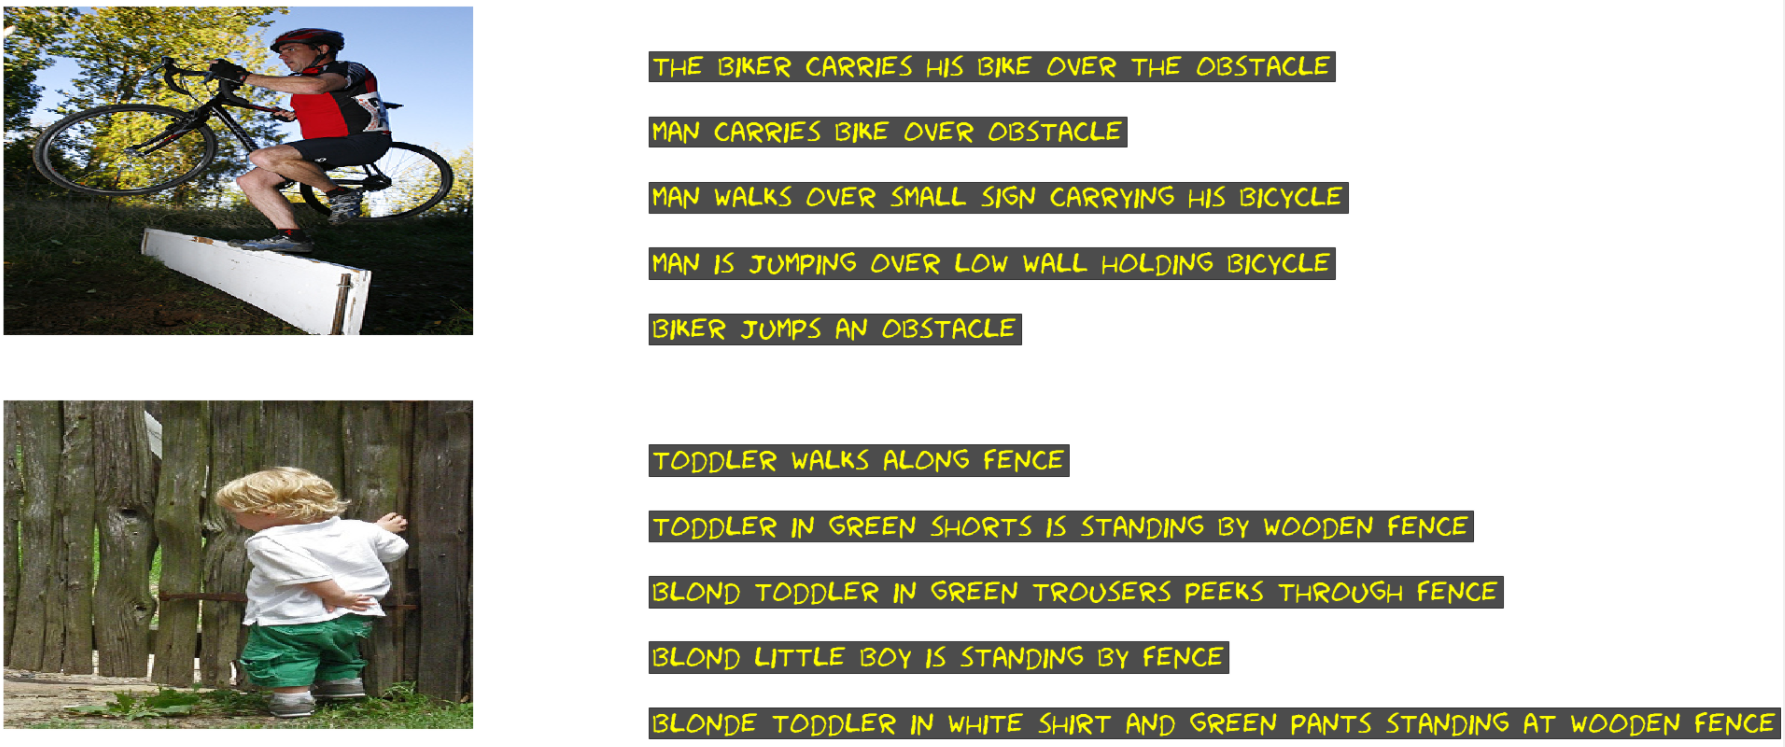 THE BIKER CARRIES HIS BIKE OVER THE OBSTACLE
MAN CARRIES BIKE OVER OBSTACLE
MAN WALKS OVER SMALL SIGN CARRYING HIS BICYCLE
MAN IS JUMPING OVER LOW WALL HOLDING BICYCLE
BIKER JUMPS AN OBSTACLE
TODDLER WALKS ALONG FENCE
TODDLER IN GREEN SHORTS IS STANDING BY WOODEN FENCE
BLOND TODDLER IN GREEN TROUSERS PEEKS THROUGH FENCE
BLOND LITTLE BOY IS STANDING BY FENCE
BLONDE TODDLER IN WHITE SHIRT AND GREEN PANTS STANDING AT WOODEN FENCE